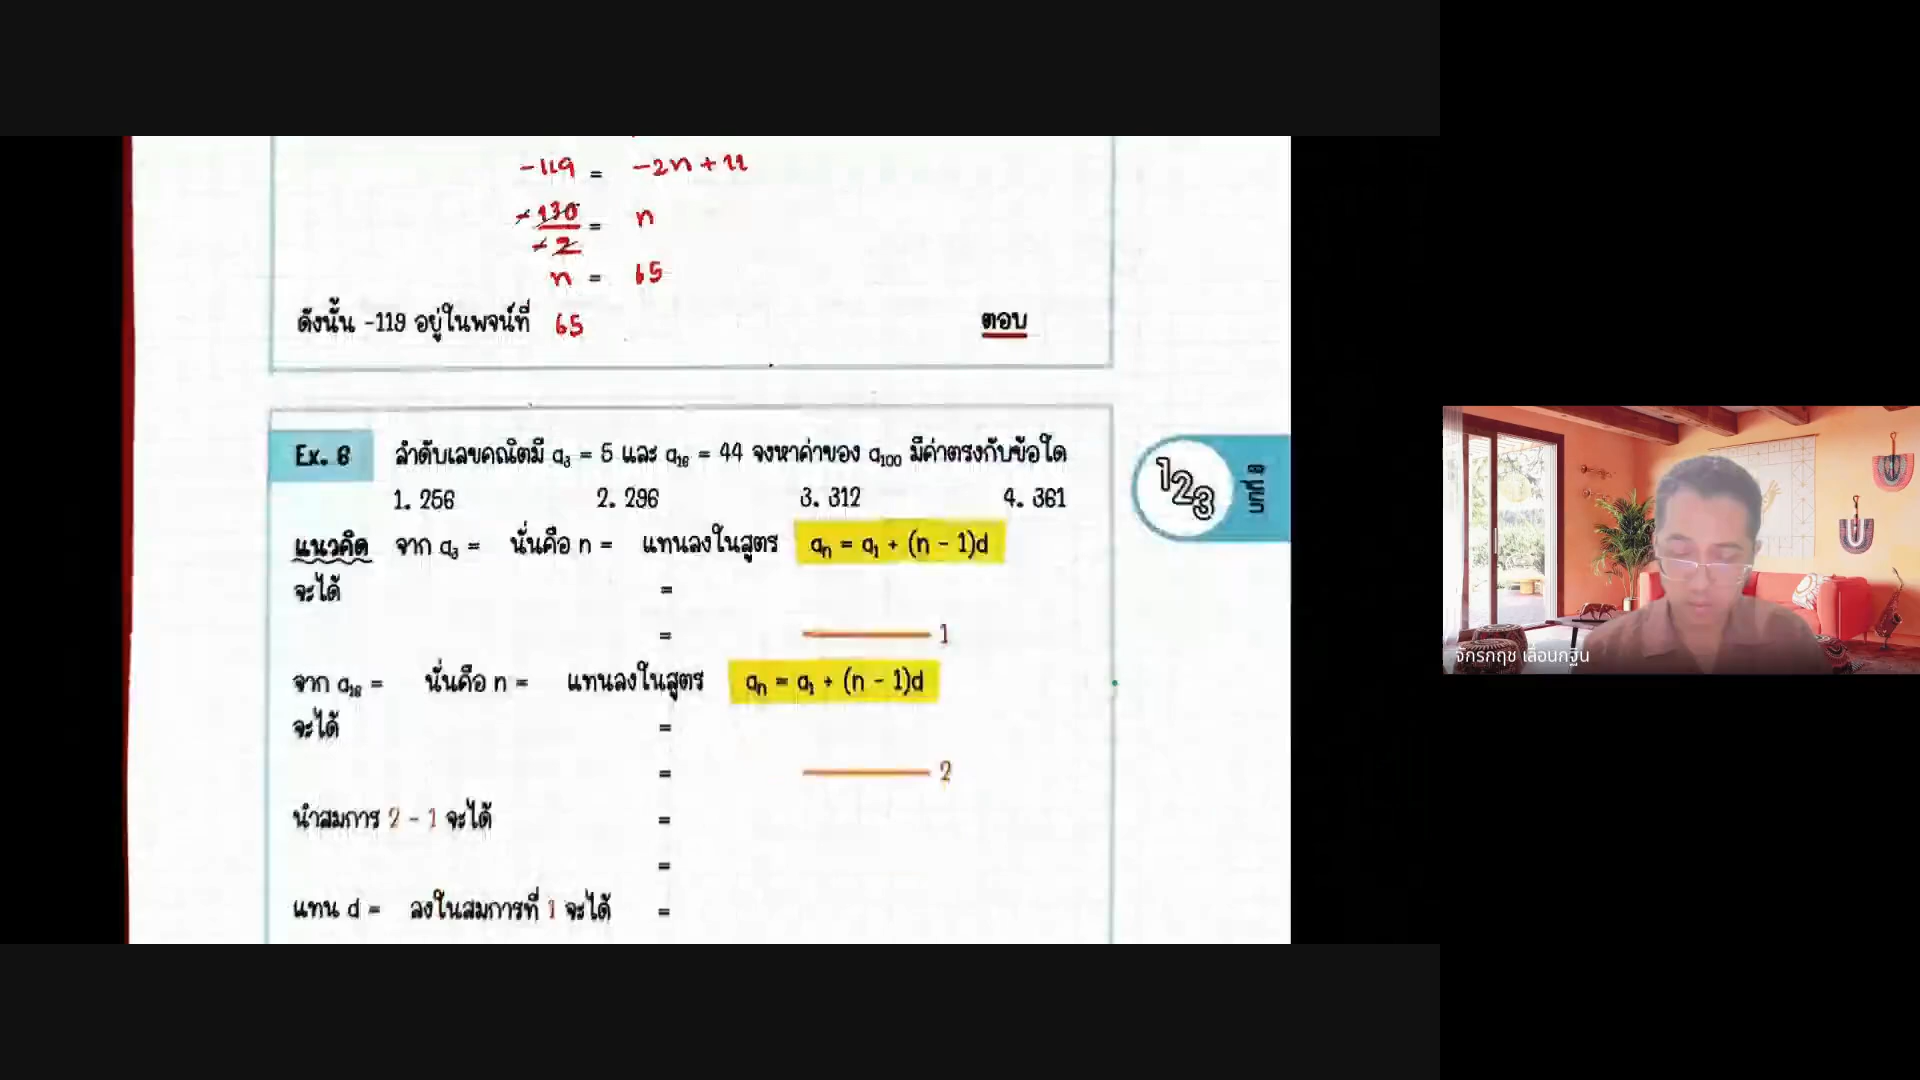 -119 = -2n + 11
-130/-2 = n
n = 65
ดังนั้น -119 อยู่ในพจน์ที่ 65 ตอบ
Ex. 8 ลำดับเลขคณิตมี a₃ = 5 และ a₁₆ = 44 จงหาค่าของ a₁₀₀ มีค่าตรงกับข้อใด
1. 256 2. 296 3. 312 4. 361
แนวคิด จาก a₃ = นั่นคือ n = แทนลงในสูตร aₙ = a₁ + (n - 1)d
จะได้ =
= 1
จาก a₁₆ = นั่นคือ n = แทนลงในสูตร aₙ = a₁ + (n - 1)d
จะได้ =
= 2
นำสมการ 2 - 1 จะได้ =
=
แทน d = ลงในสมการที่ 1 จะได้ =
123
จักรกฤช เลื่อนกฐิน